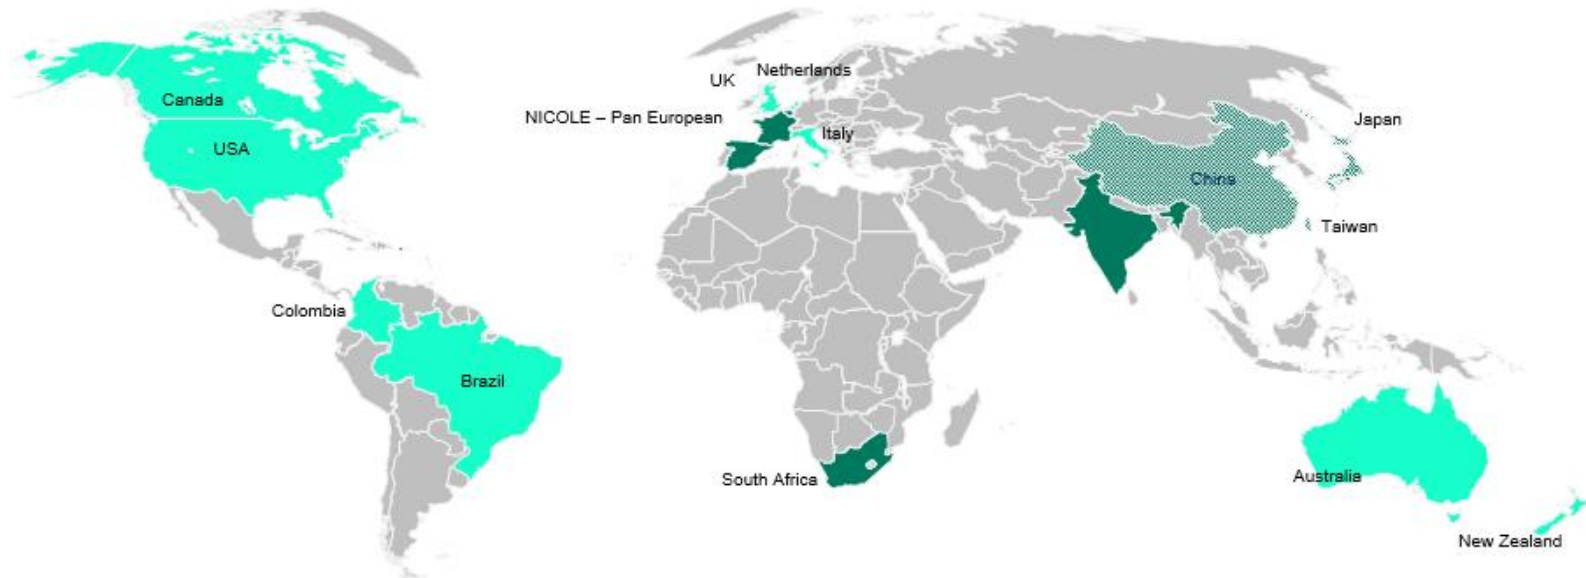 Canada
USA
Colombia
Brazil
UK
Netherlands
NICOLE – Pan European
Italy
Japan
China
Taiwan
South Africa
Australia
New Zealand